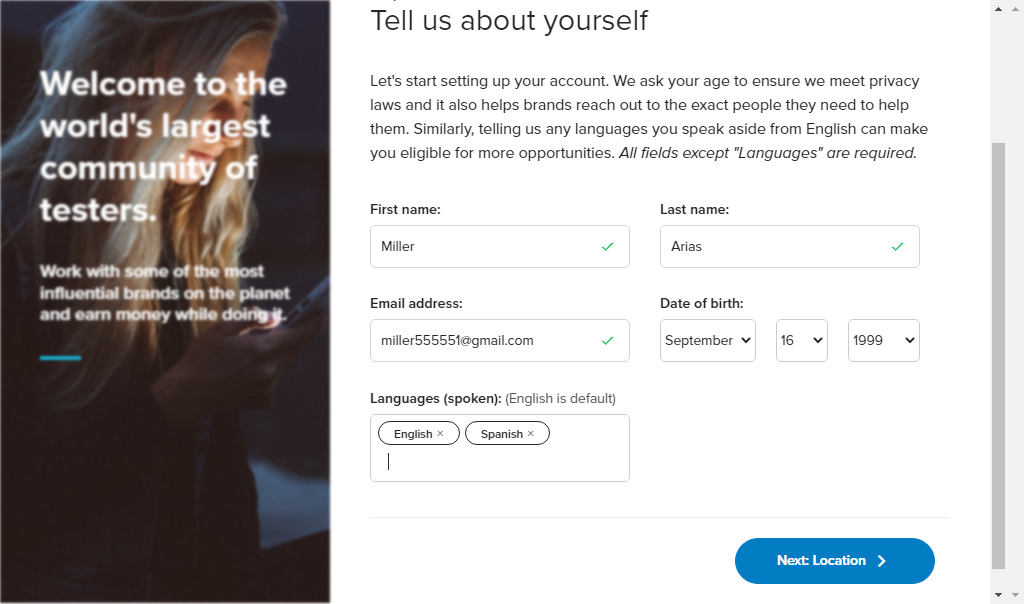 Welcome to the
world's largest
community of
testers.
Work with some of the most
influential brands on the planet
and earn money while doing it.
Tell us about yourself
Let's start setting up your account. We ask your age to ensure we meet privacy
laws and it also helps brands reach out to the exact people they need to help
them. Similarly, telling us any languages you speak aside from English can make
you eligible for more opportunities. All fields except "Languages" are required.
First name:
Last name:
Miller
Arias
Email address:
Date of birth:
miller555551@gmail.com
September
16
1999
Languages (spoken): (English is default)
English ×
Spanish ×
Next: Location